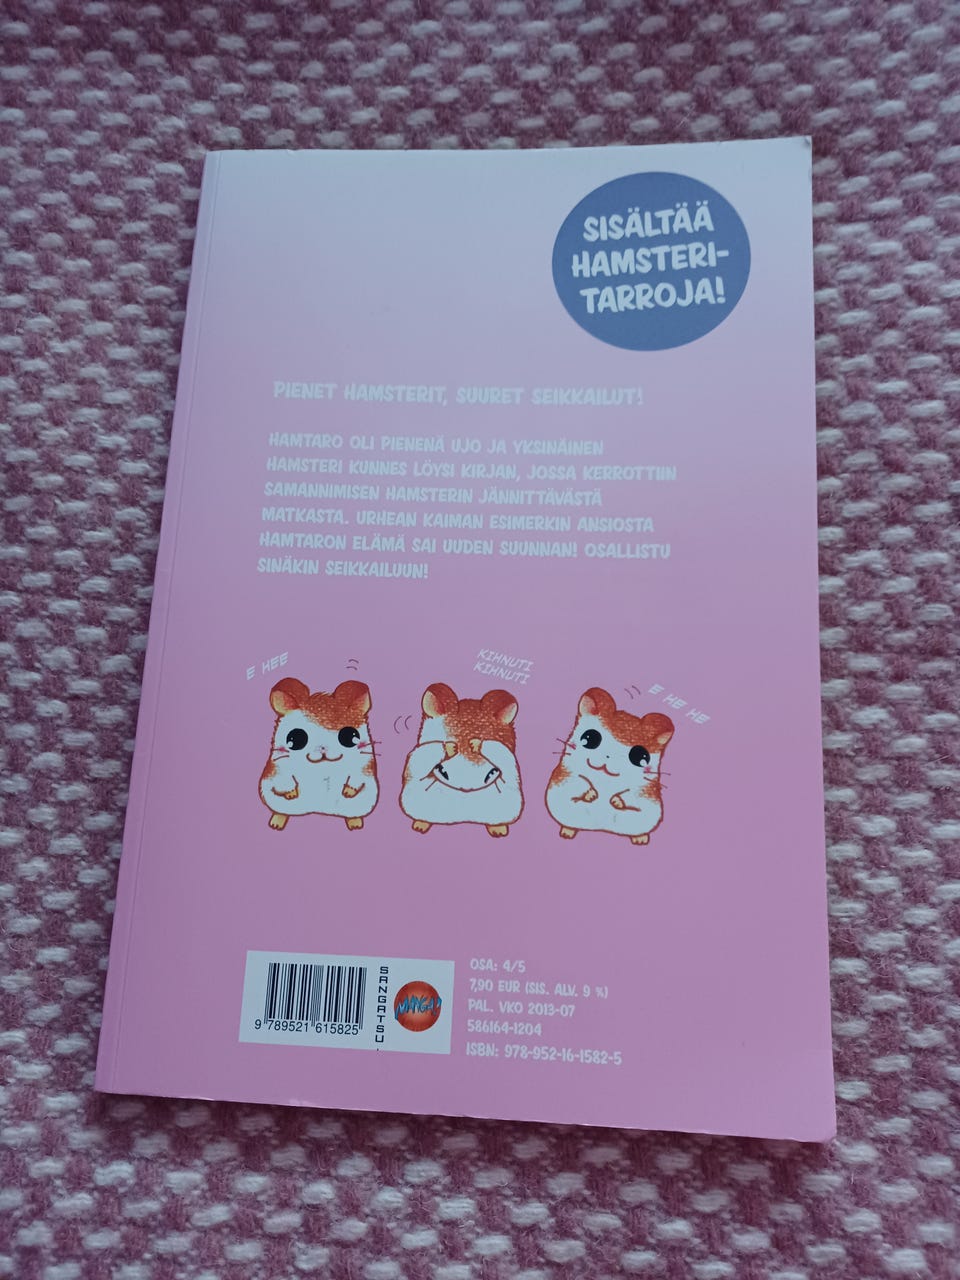 SISÄLTÄÄ
HAMSTERI-
TARROJA!
PIENET HAMSTERIT, SUURET SEIKKAILUT!
HAMTARO OLI PIENENÄ UJO JA YKSINÄINEN
HAMSTERI KUNNES LÖYSI KIRJAN, JOSSA KERROTTIIN
SAMANNIMISEN HAMSTERIN JÄNNITTÄVÄSTÄ
MATKASTA. URHEAN KAIMAN ESIMERKIN ANSIOSTA
HAMTARON ELÄMÄ SAI UUDEN SUUNNAN! OSALLISTU
SINÄKIN SEIKKAILUUN!
E HEE
KIHNUTI
KIHNUTI
E HE HE
9 789521 615825
SANGATSU
MANGA
OSA: 4/5
7,90 EUR (SIS. ALV. 9 %)
PAL. VKO 2013-07
586164-1204
ISBN: 978-952-16-1582-5